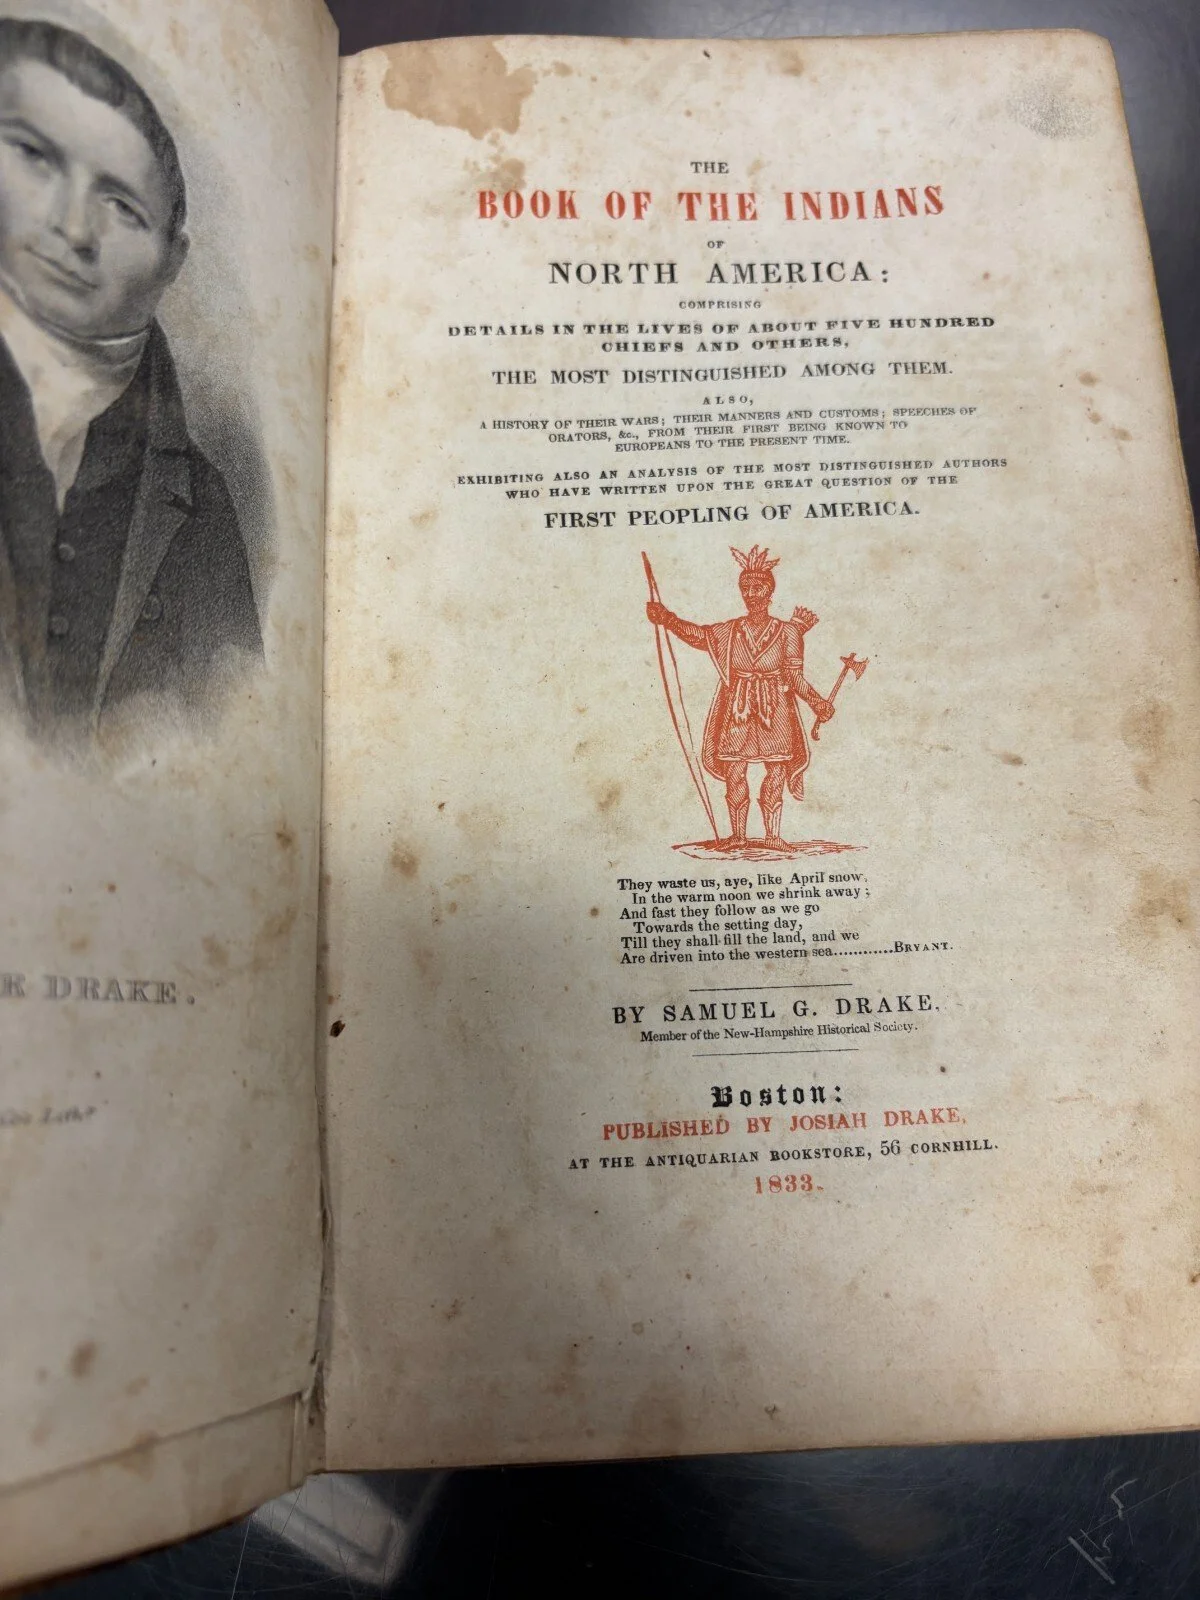 THE
BOOK OF THE INDIANS
OF
NORTH AMERICA:
COMPRISING
DETAILS IN THE LIVES OF ABOUT FIVE HUNDRED
CHIEFS AND OTHERS,
THE MOST DISTINGUISHED AMONG THEM.
ALSO,
A HISTORY OF THEIR WARS; THEIR MANNERS AND CUSTOMS; SPEECHES OF
ORATORS, &c., FROM THEIR FIRST BEING KNOWN TO
EUROPEANS TO THE PRESENT TIME.
EXHIBITING ALSO AN ANALYSIS OF THE MOST DISTINGUISHED AUTHORS
WHO HAVE WRITTEN UPON THE GREAT QUESTION OF THE
FIRST PEOPLING OF AMERICA.
They waste us, aye, like April snow,
In the warm noon we shrink away;
And fast they follow as we go
Towards the setting day,
Till they shall fill the land, and we
Are driven into the western sea............BRYANT.
BY SAMUEL G. DRAKE,
Member of the New-Hampshire Historical Society.
Boston:
PUBLISHED BY JOSIAH DRAKE,
AT THE ANTIQUARIAN BOOKSTORE, 56 CORNHILL.
1833.
K DRAKE.